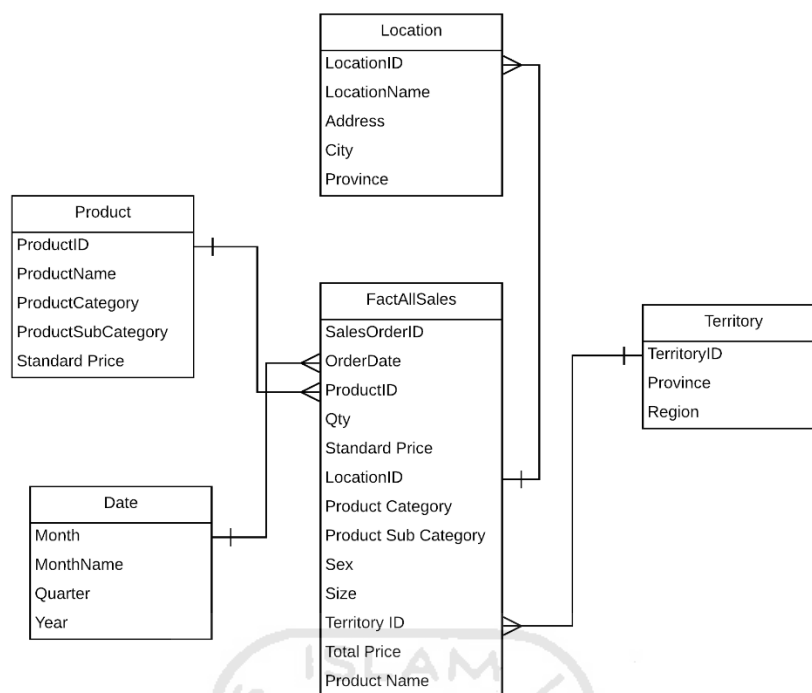 Location
LocationID
LocationName
Address
City
Province
Product
ProductID
ProductName
ProductCategory
ProductSubCategory
Standard Price
FactAllSales
SalesOrderID
OrderDate
ProductID
Qty
Standard Price
LocationID
Product Category
Product Sub Category
Sex
Size
Territory ID
Total Price
Product Name
Territory
TerritoryID
Province
Region
Date
Month
MonthName
Quarter
Year
ISLAM